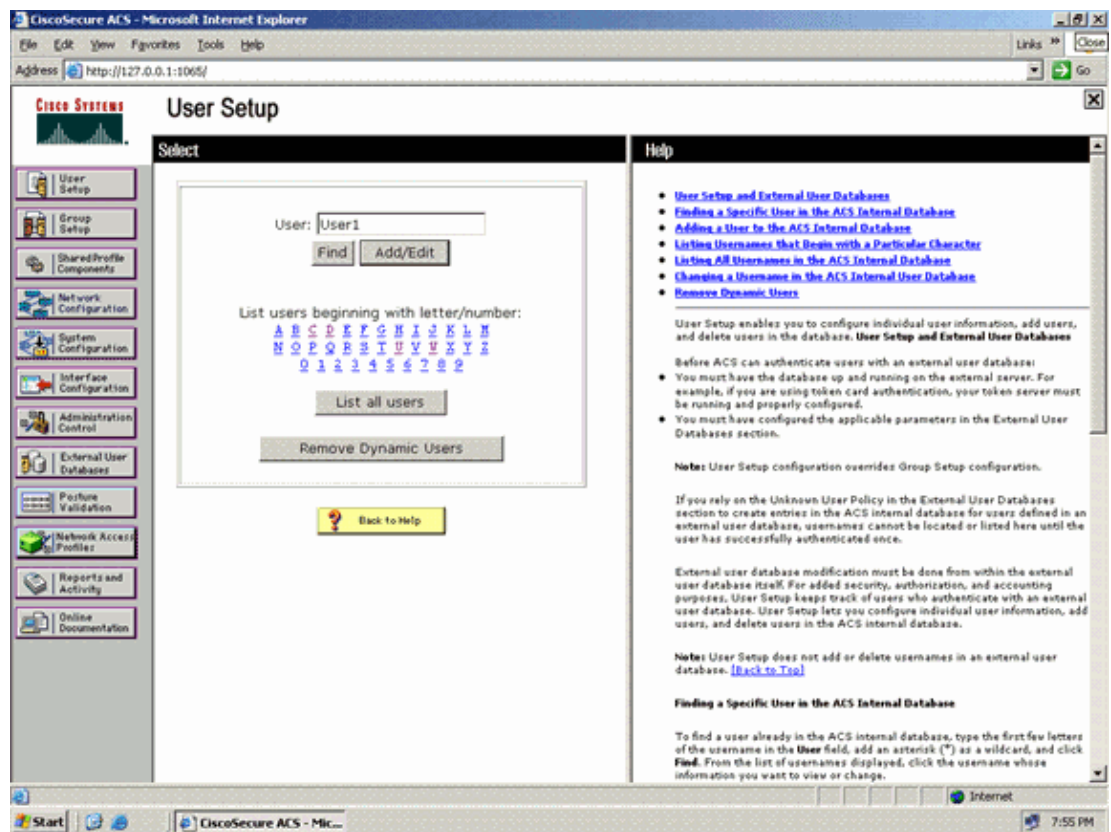 CiscoSecure ACS - Microsoft Internet Explorer
File Edit View Favorites Tools Help
Links »
Close
Address http://127.0.0.1:1065/
Go
CISCO SYSTEMS
User Setup
User Setup
Group Setup
Shared Profile Components
Network Configuration
System Configuration
Interface Configuration
Administration Control
External User Databases
Posture Validation
Network Access Profiles
Reports and Activity
Online Documentation
Select
User: User1
Find Add/Edit
List users beginning with letter/number:
A B C D E F G H I J K L M
N O P Q R S T U V W X Y Z
0 1 2 3 4 5 6 7 8 9
List all users
Remove Dynamic Users
Back to Help
Help
User Setup and External User Databases
Finding a Specific User in the ACS Internal Database
Adding a User to the ACS Internal Database
Listing Usernames that Begin with a Particular Character
Listing All Usernames in the ACS Internal Database
Changing a Username in the ACS Internal User Database
Remove Dynamic Users
User Setup enables you to configure individual user information, add users,
and delete users in the database. User Setup and External User Databases
Before ACS can authenticate users with an external user database:
You must have the database up and running on the external server. For
example, if you are using token card authentication, your token server must
be running and properly configured.
You must have configured the applicable parameters in the External User
Databases section.
Note: User Setup configuration overrides Group Setup configuration.
If you rely on the Unknown User Policy in the External User Databases
section to create entries in the ACS internal database for users defined in an
external user database, usernames cannot be located or listed here until the
user has successfully authenticated once.
External user database modification must be done from within the external
user database itself. For added security, authorization, and accounting
purposes, User Setup keeps track of users who authenticate with an external
user database. User Setup lets you configure individual user information, add
users, and delete users in the ACS internal database.
Note: User Setup does not add or delete usernames in an external user
database. [Back to Top]
Finding a Specific User in the ACS Internal Database
To find a user already in the ACS internal database, type the first few letters
of the username in the User field, add an asterisk (*) as a wildcard, and click
Find. From the list of usernames displayed, click the username whose
information you want to view or change.
Internet
Start
CiscoSecure ACS - Mic...
7:55 PM